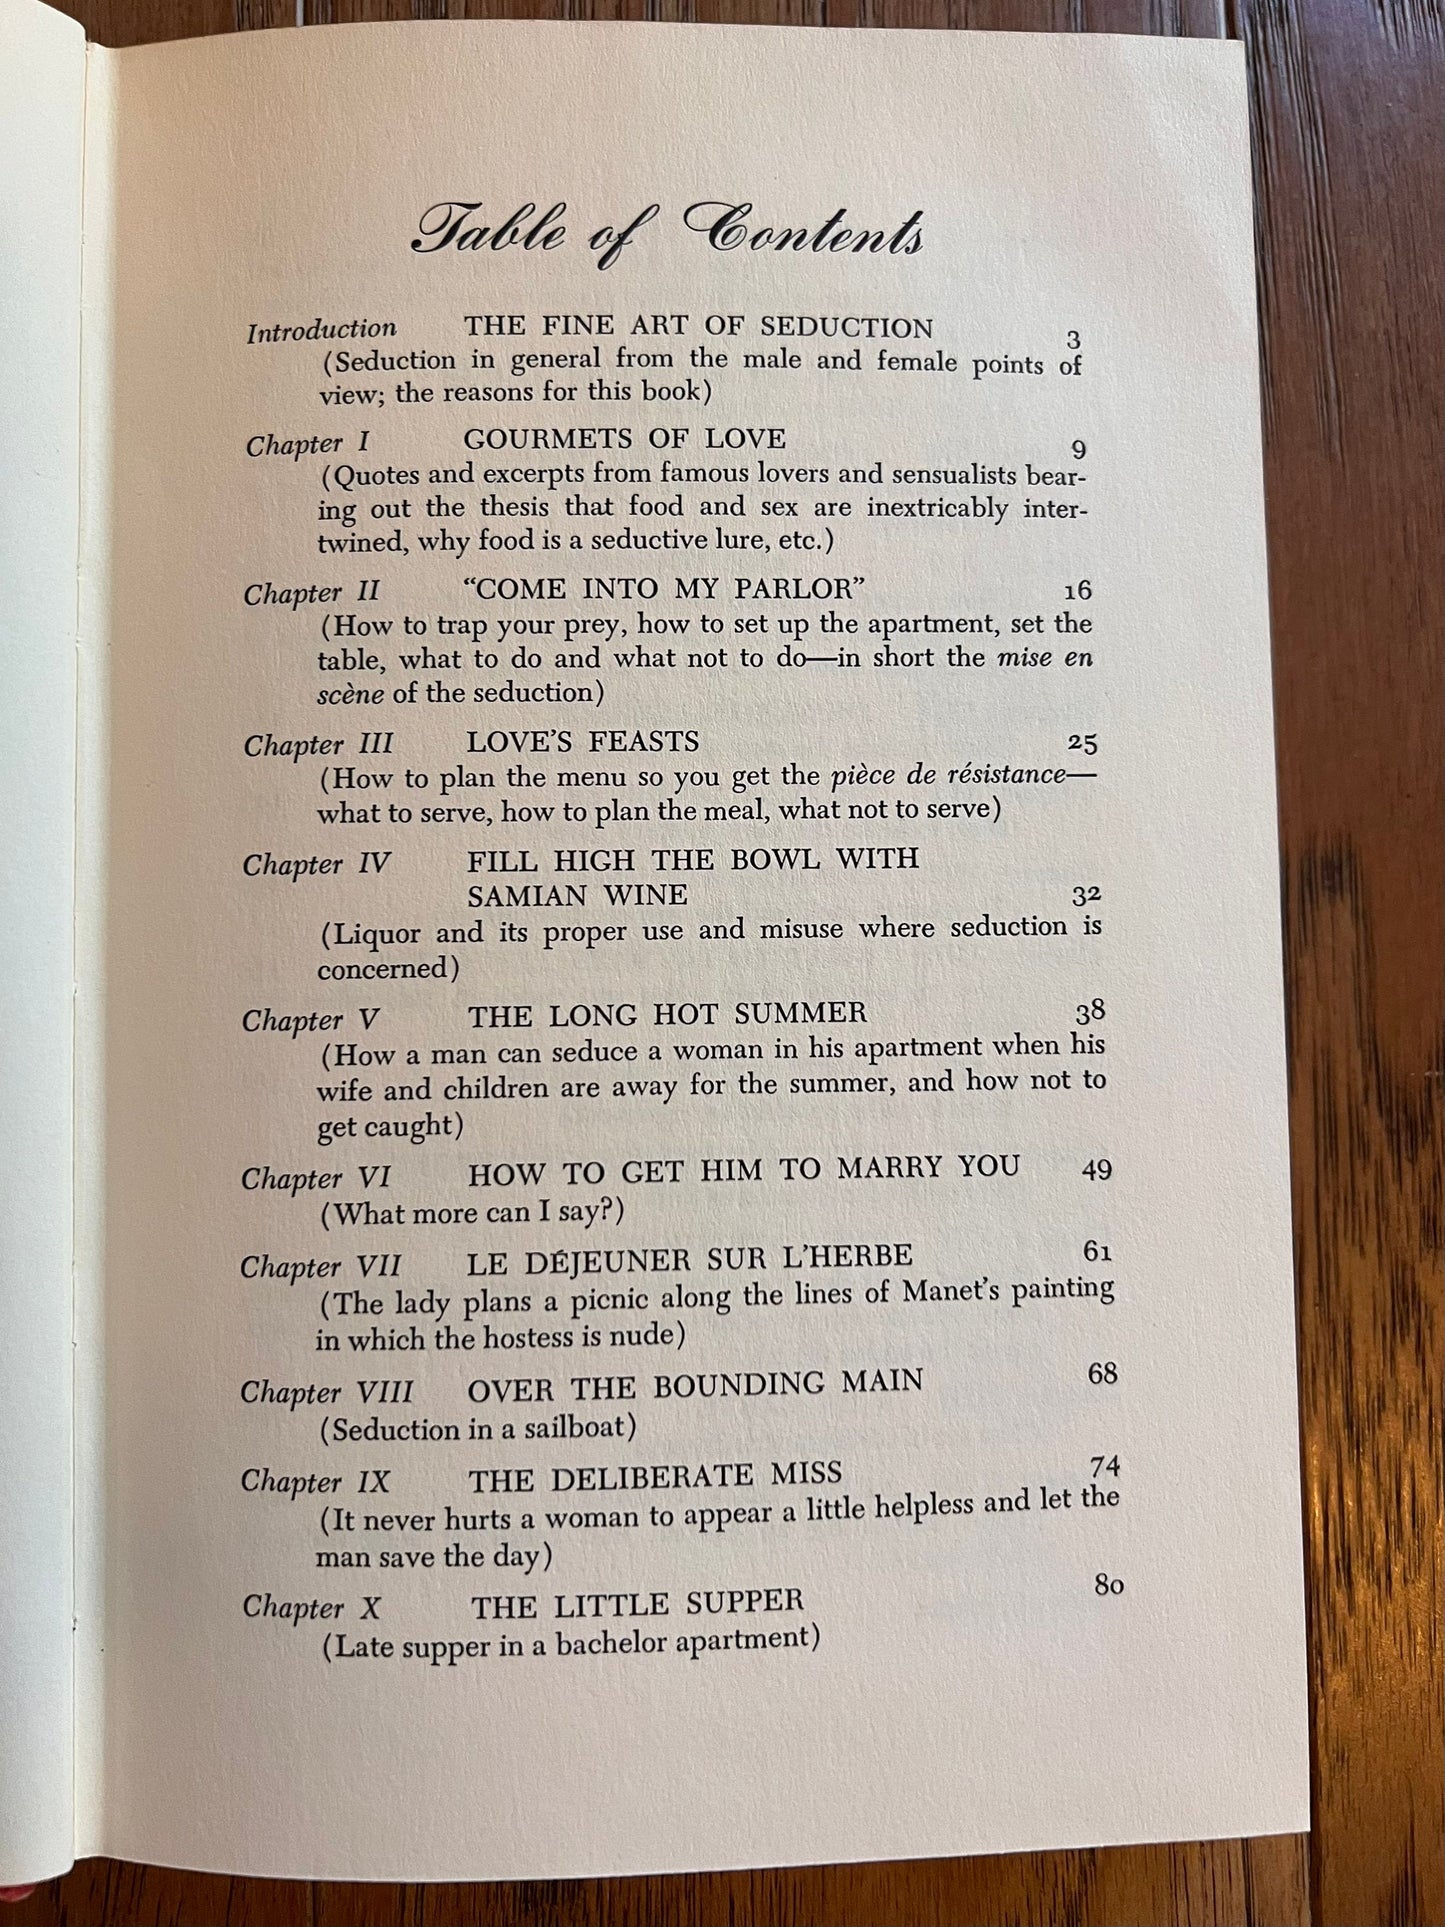 Table of Contents
Introduction THE FINE ART OF SEDUCTION 3
(Seduction in general from the male and female points of
view; the reasons for this book)
Chapter I GOURMETS OF LOVE 9
(Quotes and excerpts from famous lovers and sensualists bear-
ing out the thesis that food and sex are inextricably inter-
twined, why food is a seductive lure, etc.)
Chapter II “COME INTO MY PARLOR” 16
(How to trap your prey, how to set up the apartment, set the
table, what to do and what not to do—in short the mise en
scène of the seduction)
Chapter III LOVE’S FEASTS 25
(How to plan the menu so you get the pièce de résistance—
what to serve, how to plan the meal, what not to serve)
Chapter IV FILL HIGH THE BOWL WITH
SAMIAN WINE 32
(Liquor and its proper use and misuse where seduction is
concerned)
Chapter V THE LONG HOT SUMMER 38
(How a man can seduce a woman in his apartment when his
wife and children are away for the summer, and how not to
get caught)
Chapter VI HOW TO GET HIM TO MARRY YOU 49
(What more can I say?)
Chapter VII LE DÉJEUNER SUR L’HERBE 61
(The lady plans a picnic along the lines of Manet’s painting
in which the hostess is nude)
Chapter VIII OVER THE BOUNDING MAIN 68
(Seduction in a sailboat)
Chapter IX THE DELIBERATE MISS 74
(It never hurts a woman to appear a little helpless and let the
man save the day)
Chapter X THE LITTLE SUPPER 80
(Late supper in a bachelor apartment)